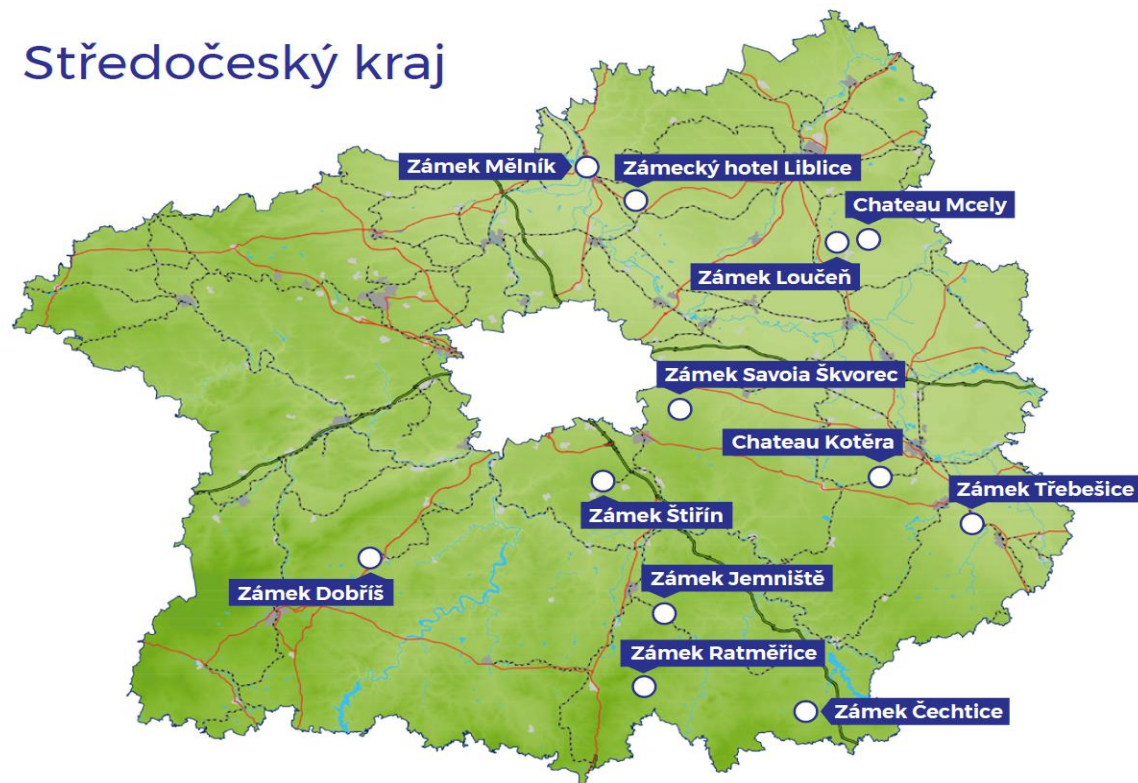 Středočeský kraj
Zámek Mělník
Zámecký hotel Liblice
Chateau Mcely
Zámek Loučeň
Zámek Savoia Škvorec
Chateau Kotěra
Zámek Třebešice
Zámek Štiřín
Zámek Jemniště
Zámek Dobříš
Zámek Ratměřice
Zámek Čechtice